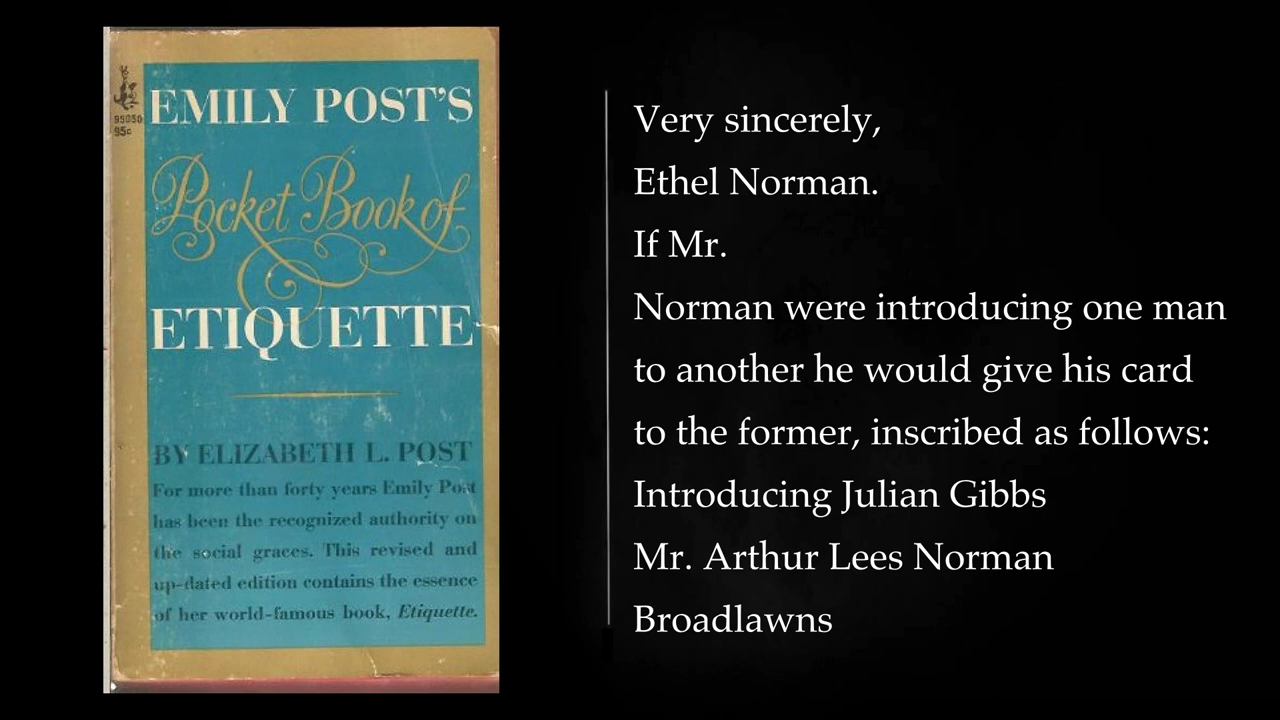 EMILY POST'S
Pocket Book of
ETIQUETTE
95050
95c
BY ELIZABETH L. POST
For more than forty years Emily Post
has been the recognized authority on
the social graces. This revised and
up-dated edition contains the essence
of her world-famous book, Etiquette.
Very sincerely,
Ethel Norman.
If Mr.
Norman were introducing one man
to another he would give his card
to the former, inscribed as follows:
Introducing Julian Gibbs
Mr. Arthur Lees Norman
Broadlawns